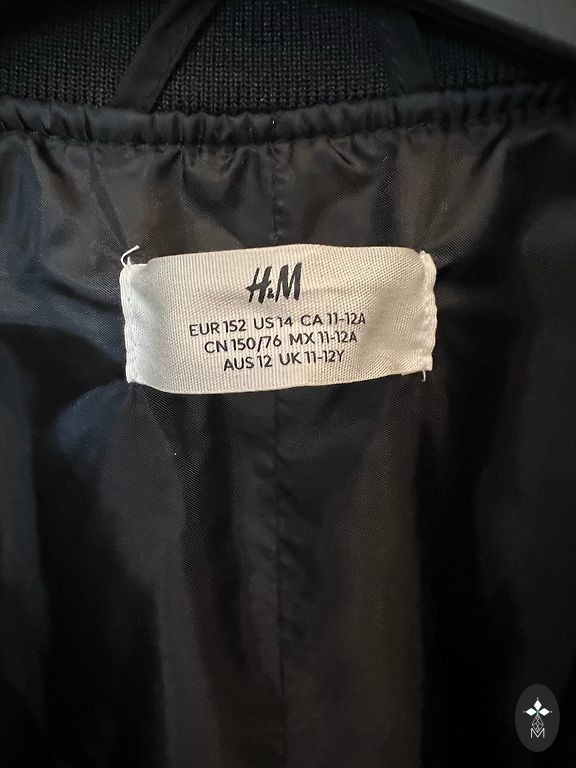 H&M
EUR 152 US 14 CA 11-12A
CN 150/76 MX 11-12A
AUS 12 UK 11-12Y
M